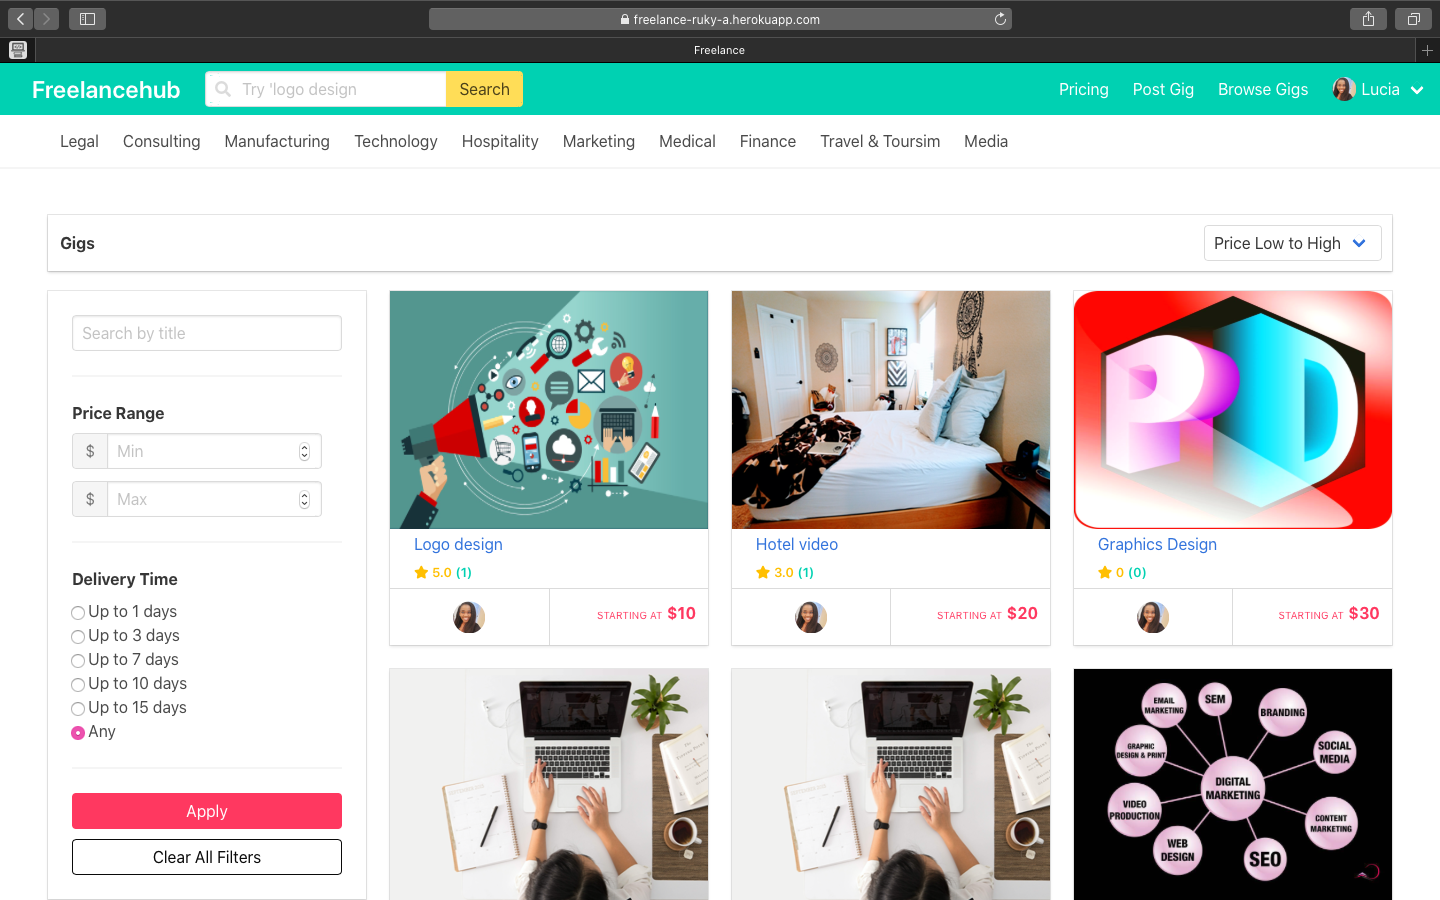 freelance-ruky-a.herokuapp.com
Freelance
Freelancehub
Try 'logo design
Search
Pricing
Post Gig
Browse Gigs
Lucia
Legal
Consulting
Manufacturing
Technology
Hospitality
Marketing
Medical
Finance
Travel & Toursim
Media
Gigs
Price Low to High
Search by title
Price Range
$ Min
$ Max
Delivery Time
Up to 1 days
Up to 3 days
Up to 7 days
Up to 10 days
Up to 15 days
Any
Apply
Clear All Filters
Logo design
5.0 (1)
STARTING AT $10
Hotel video
3.0 (1)
STARTING AT $20
PD
Graphics Design
0 (0)
STARTING AT $30
EMAIL
MARKETING
SEM
BRANDING
GRAPHIC
DESIGN & PRINT
SOCIAL
MEDIA
DIGITAL
MARKETING
VIDEO
PRODUCTION
CONTENT
MARKETING
WEB
DESIGN
SEO